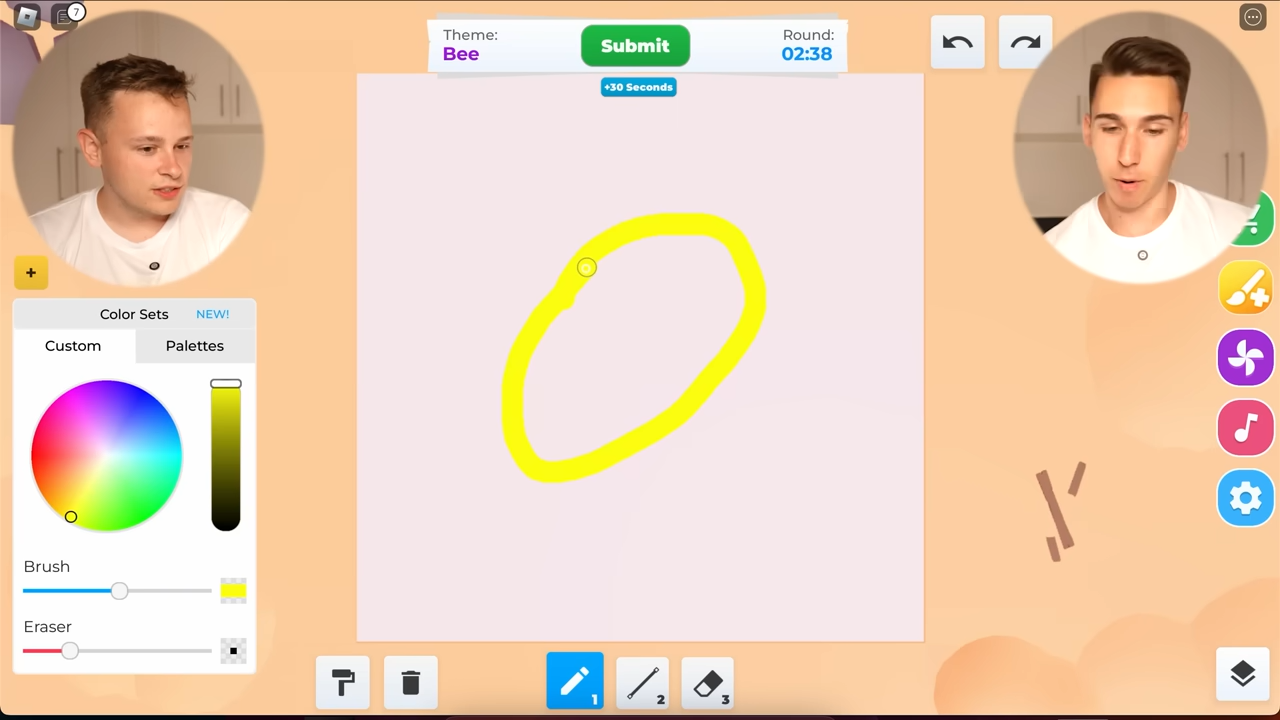 7
Theme:
Bee
Submit
Round:
02:38
+30 Seconds
+
Color Sets NEW!
Custom Palettes
Brush
Eraser
1
2
3